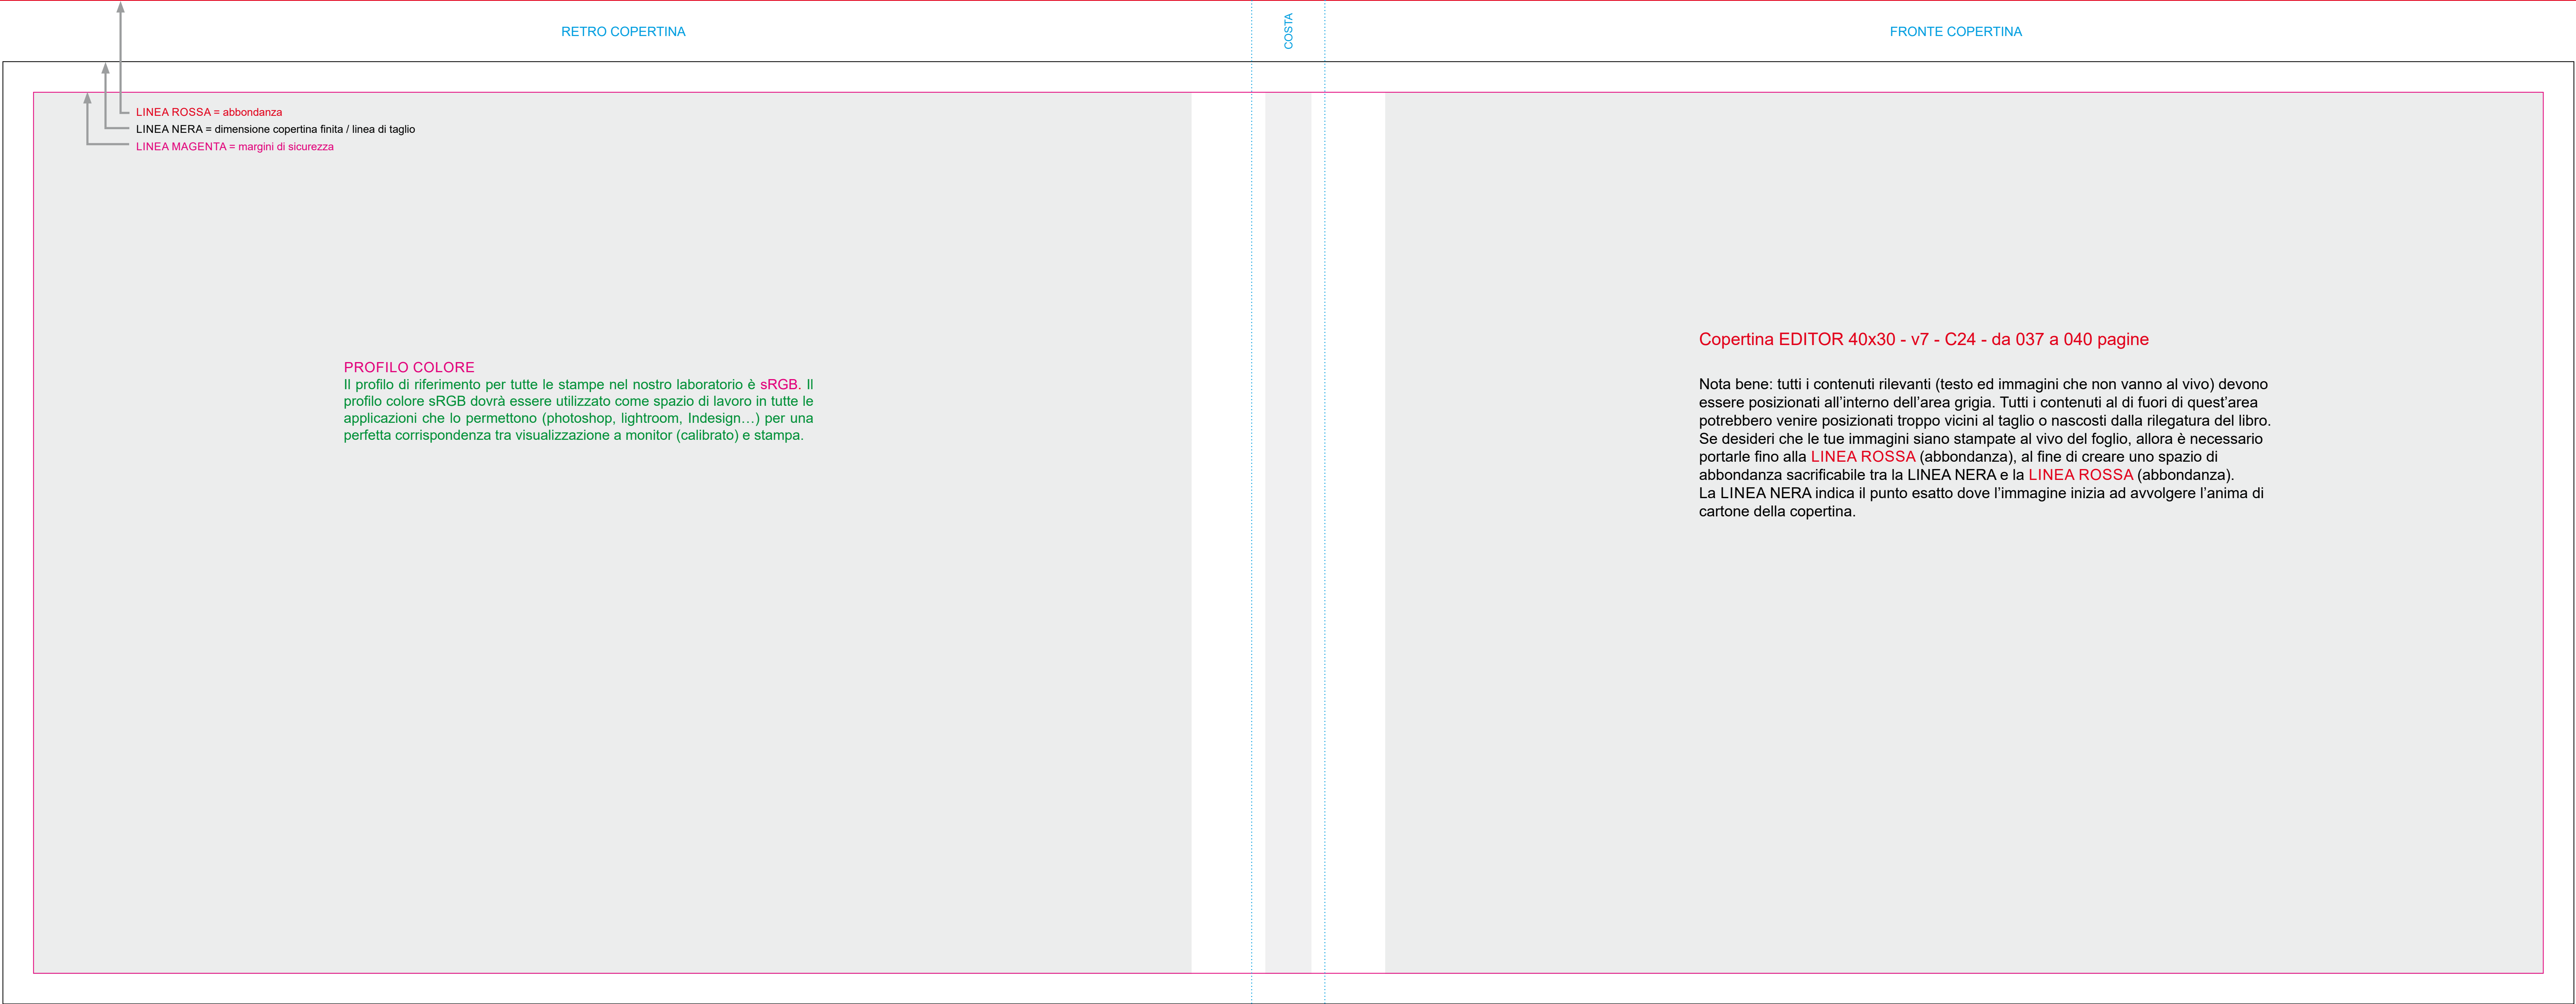 RETRO COPERTINA
COSTA
FRONTE COPERTINA
LINEA ROSSA = abbondanza
LINEA NERA = dimensione copertina finita / linea di taglio
LINEA MAGENTA = margini di sicurezza
PROFILO COLORE
Il profilo di riferimento per tutte le stampe nel nostro laboratorio è sRGB. Il
profilo colore sRGB dovrà essere utilizzato come spazio di lavoro in tutte le
applicazioni che lo permettono (photoshop, lightroom, Indesign…) per una
perfetta corrispondenza tra visualizzazione a monitor (calibrato) e stampa.
Copertina EDITOR 40x30 - v7 - C24 - da 037 a 040 pagine
Nota bene: tutti i contenuti rilevanti (testo ed immagini che non vanno al vivo) devono
essere posizionati all’interno dell’area grigia. Tutti i contenuti al di fuori di quest’area
potrebbero venire posizionati troppo vicini al taglio o nascosti dalla rilegatura del libro.
Se desideri che le tue immagini siano stampate al vivo del foglio, allora è necessario
portarle fino alla LINEA ROSSA (abbondanza), al fine di creare uno spazio di
abbondanza sacrificabile tra la LINEA NERA e la LINEA ROSSA (abbondanza).
La LINEA NERA indica il punto esatto dove l’immagine inizia ad avvolgere l’anima di
cartone della copertina.